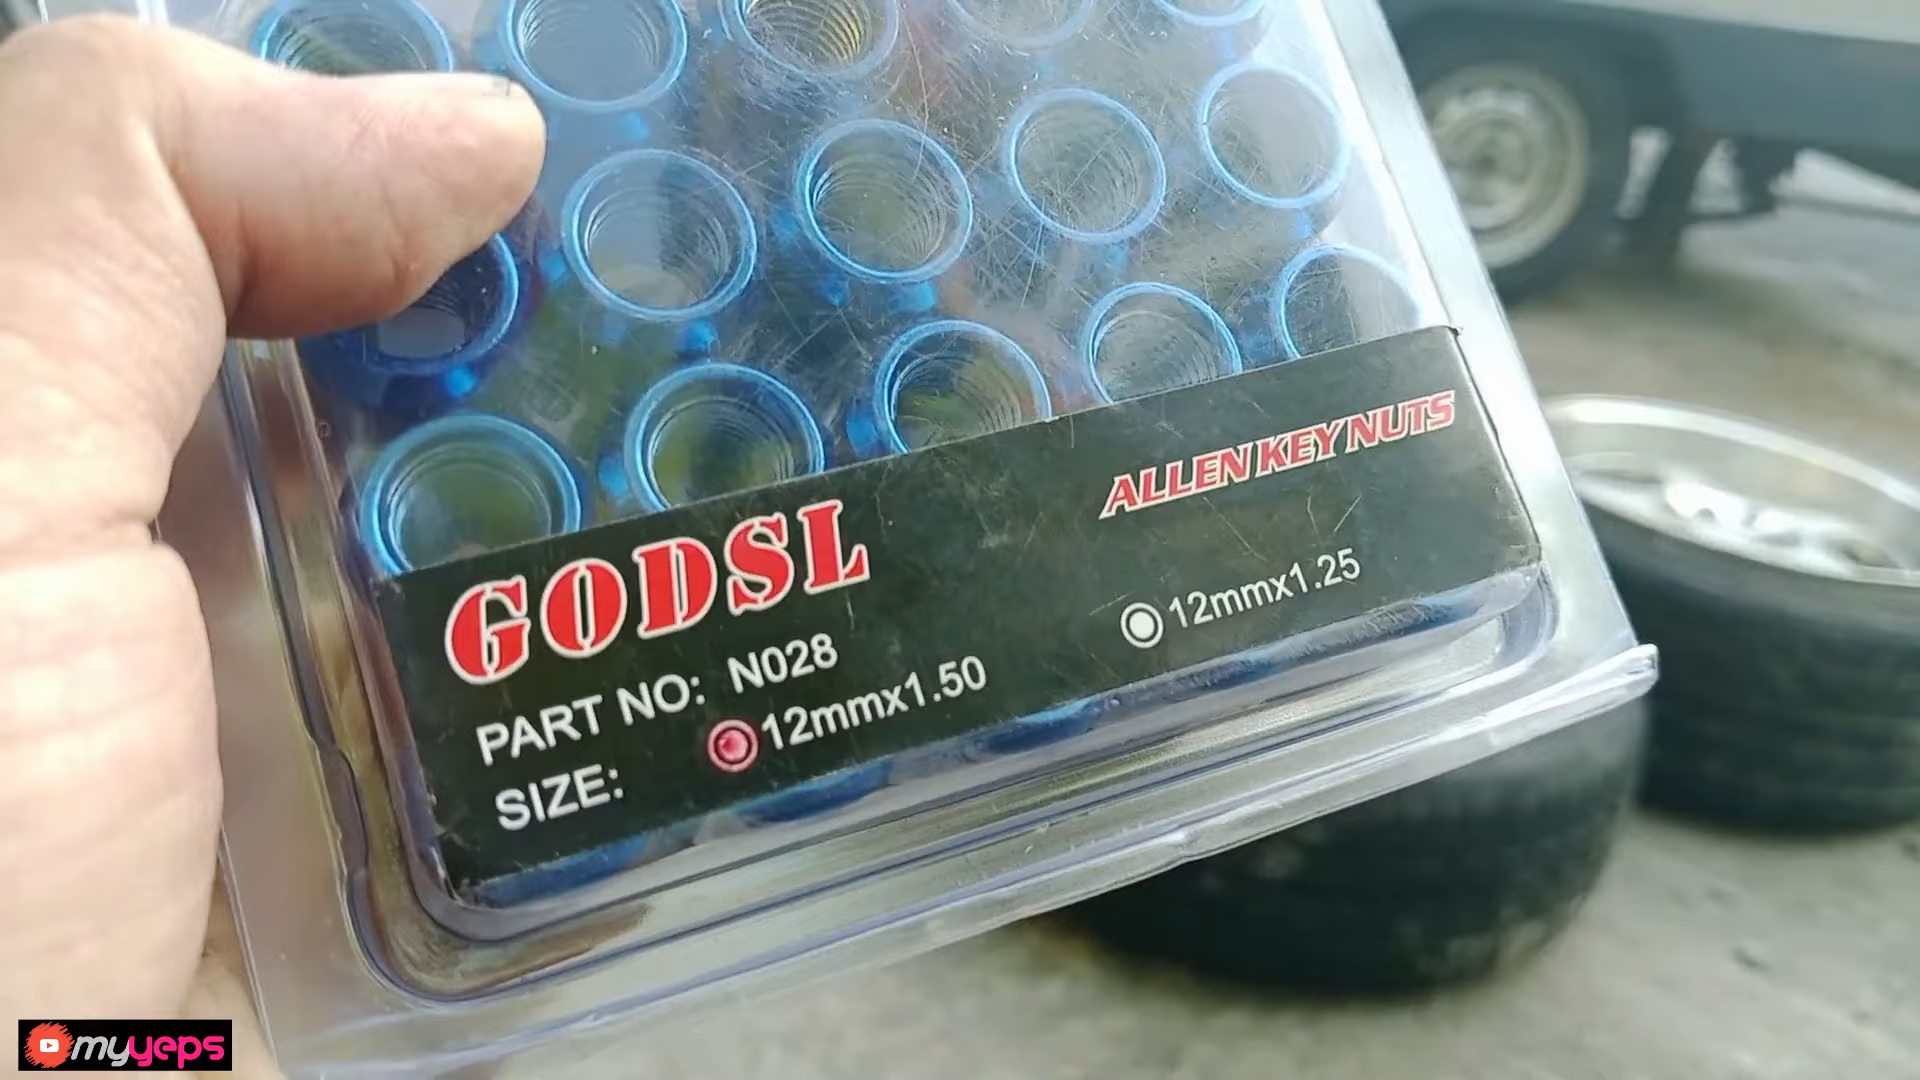 ALLEN KEY NUTS
GODSL
PART NO: N028
SIZE: 12mmx1.50 12mmx1.25
myyeps